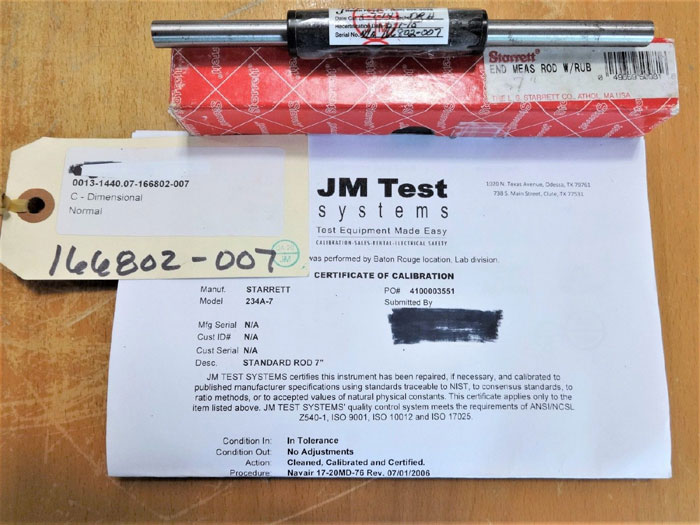 Serial No. N/A 166802-007
Starrett
END MEAS ROD W/RUB
THE L.S. STARRETT CO., ATHOL, MA USA
0013-1440.07-166802-007
C - Dimensional
Normal
166802-007
JM
JM Test
systems
Test Equipment Made Easy
CALIBRATION-SALES-RENTAL-ELECTRICAL SAFETY
1020 N. Texas Avenue, Odessa, TX 79761
738 S. Main Street, Clute, TX 77531
was performed by Baton Rouge location, Lab division.
CERTIFICATE OF CALIBRATION
Manuf. STARRETT PO# 4100003551
Model 234A-7 Submitted By
Mfg Serial N/A
Cust ID# N/A
Cust Serial N/A
Desc. STANDARD ROD 7"
JM TEST SYSTEMS certifies this instrument has been repaired, if necessary, and calibrated to
published manufacturer specifications using standards traceable to NIST, to consensus standards, to
ratio methods, or to accepted values of natural physical constants. This certificate applies only to the
item listed above. JM TEST SYSTEMS' quality control system meets the requirements of ANSI/NCSL
Z540-1, ISO 9001, ISO 10012 and ISO 17025.
Condition In: In Tolerance
Condition Out: No Adjustments
Action: Cleaned, Calibrated and Certified.
Procedure: Navair 17-20MD-76 Rev. 07/01/2006